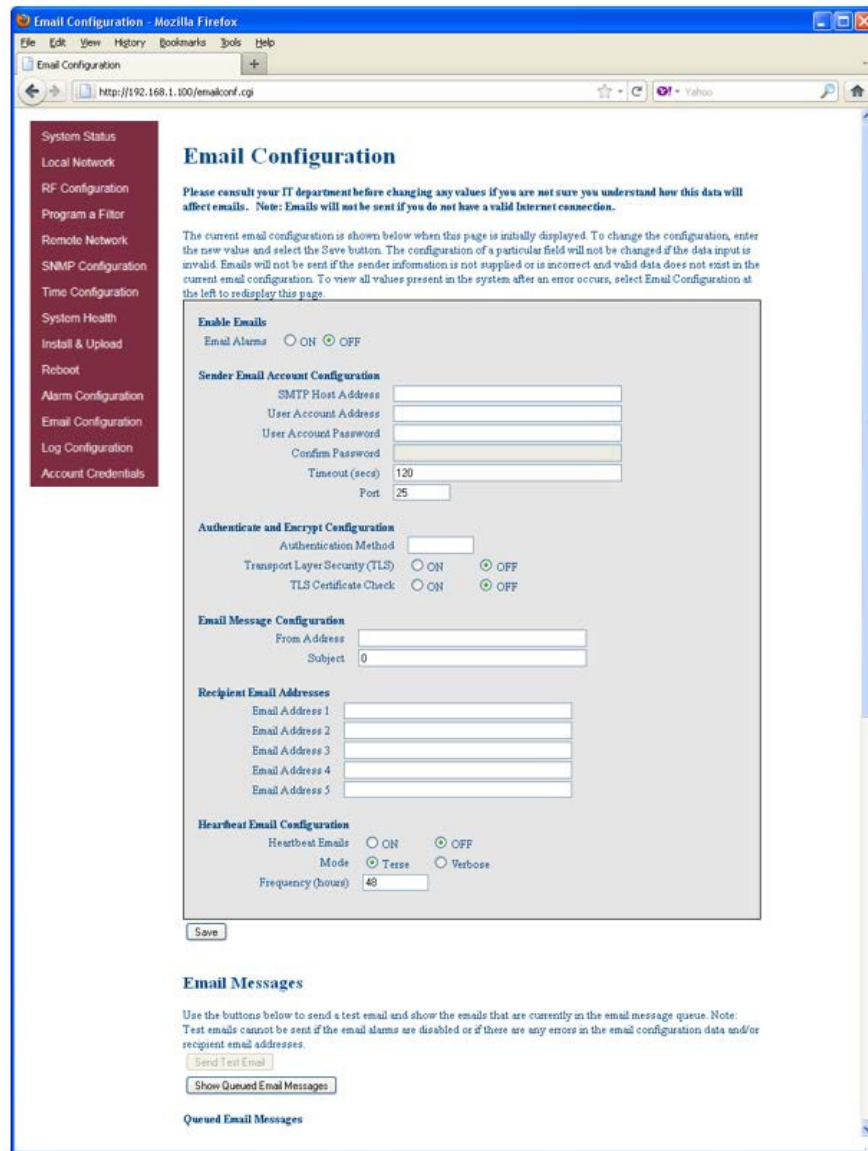 Email Configuration - Mozilla Firefox
File Edit View History Bookmarks Tools Help
Email Configuration
http://192.168.1.100/emailconf.cgi
Yahoo
System Status
Local Network
RF Configuration
Program a Filter
Remote Network
SNMP Configuration
Time Configuration
System Health
Install & Upload
Reboot
Alarm Configuration
Email Configuration
Log Configuration
Account Credentials
Email Configuration
Please consult your IT department before changing any values if you are not sure you understand how this data will
affect emails. Note: Emails will not be sent if you do not have a valid Internet connection.
The current email configuration is shown below when this page is initially displayed. To change the configuration, enter
the new value and select the Save button. The configuration of a particular field will not be changed if the data input is
invalid. Emails will not be sent if the sender information is not supplied or is incorrect and valid data does not exist in the
current email configuration. To view all values present in the system after an error occurs, select Email Configuration at
the left to redisplay this page.
Enable Emails
Email Alarms ON OFF
Sender Email Account Configuration
SMTP Host Address
User Account Address
User Account Password
Confirm Password
Timeout (secs) 120
Port 25
Authenticate and Encrypt Configuration
Authentication Method
Transport Layer Security (TLS) ON OFF
TLS Certificate Check ON OFF
Email Message Configuration
From Address
Subject 0
Recipient Email Addresses
Email Address 1
Email Address 2
Email Address 3
Email Address 4
Email Address 5
Heartbeat Email Configuration
Heartbeat Emails ON OFF
Mode Terse Verbose
Frequency (hours) 48
Save
Email Messages
Use the buttons below to send a test email and show the emails that are currently in the email message queue. Note:
Test emails cannot be sent if the email alarms are disabled or if there are any errors in the email configuration data and/or
recipient email addresses.
Send Test Email
Show Queued Email Messages
Queued Email Messages